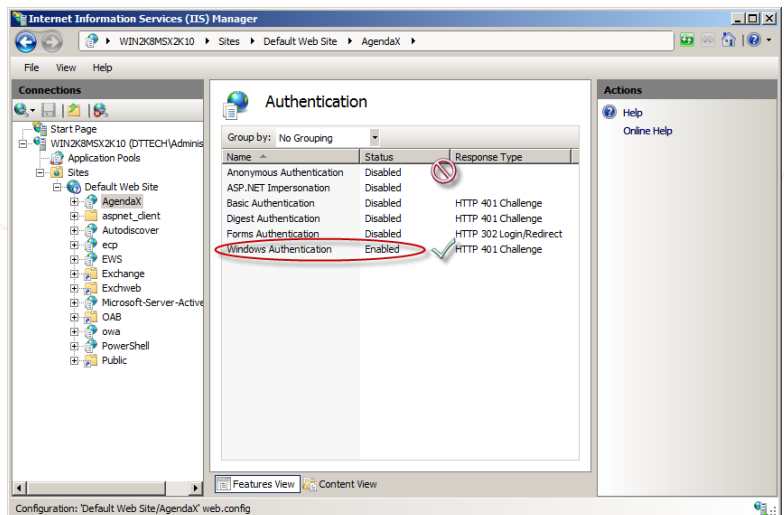 Internet Information Services (IIS) Manager
WIN2K8MSX2K10 Sites Default Web Site AgendaX
File View Help
Connections
Start Page
WIN2K8MSX2K10 (DTTECH\Adminis
Application Pools
Sites
Default Web Site
AgendaX
aspnet_client
Autodiscover
ecp
EWS
Exchange
Exchweb
Microsoft-Server-Active
OAB
owa
PowerShell
Public
Authentication
Group by: No Grouping
Name Status Response Type
Anonymous Authentication Disabled
ASP.NET Impersonation Disabled
Basic Authentication Disabled HTTP 401 Challenge
Digest Authentication Disabled HTTP 401 Challenge
Forms Authentication Disabled HTTP 302 Login/Redirect
Windows Authentication Enabled HTTP 401 Challenge
Features View Content View
Actions
Help
Online Help
Configuration: 'Default Web Site/AgendaX' web.config